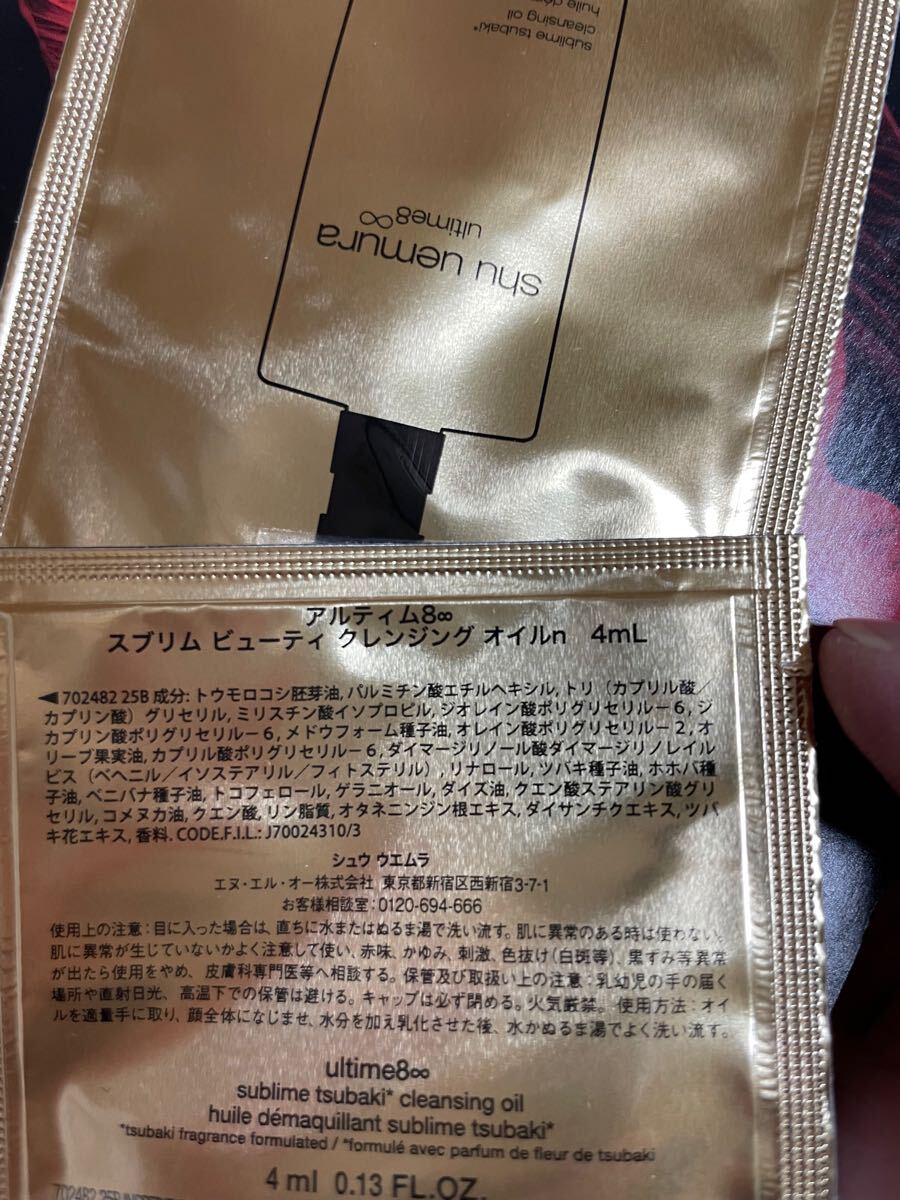 shu uemura
ultime8∞
sublime tsubaki*
cleansing oil
huile
アルティム8∞
スブリム ビューティ クレンジング オイルn 4mL
◀702482 25B 成分: トウモロコシ胚芽油, パルミチン酸エチルヘキシル, トリ（カプリル酸／
カプリン酸）グリセリル, ミリスチン酸イソプロピル, ジオレイン酸ポリグリセリル－6, ジ
カプリン酸ポリグリセリル－6, メドウフォーム種子油, オレイン酸ポリグリセリル－2, オ
リーブ果実油, カプリル酸ポリグリセリル－6, ダイマージリノール酸ダイマージリノレイル
ビス（ベヘニル／イソステアリル／フィトステリル）, リナロール, ツバキ種子油, ホホバ種
子油, ベニバナ種子油, トコフェロール, ゲラニオール, ダイズ油, クエン酸ステアリン酸グリ
セリル, コメヌカ油, クエン酸, リン脂質, オタネニンジン根エキス, ダイサンチクエキス, ツバ
キ花エキス, 香料. CODE.F.I.L.: J70024310/3
シュウ ウエムラ
エヌ・エル・オー株式会社 東京都新宿区西新宿3-7-1
お客様相談室:0120-694-666
使用上の注意：目に入った場合は、直ちに水またはぬるま湯で洗い流す。肌に異常のある時は使わない。
肌に異常が生じていないかよく注意して使い、赤味、かゆみ、刺激、色抜け(白斑等)、黒ずみ等異常
が出たら使用をやめ、皮膚科専門医等へ相談する。保管及び取扱い上の注意：乳幼児の手の届く
場所や直射日光、高温下での保管は避ける。キャップは必ず閉める。火気厳禁。使用方法：オイ
ルを適量手に取り、顔全体になじませ、水分を加え乳化させた後、水かぬるま湯でよく洗い流す。
ultime8∞
sublime tsubaki* cleansing oil
huile démaquillant sublime tsubaki*
*tsubaki fragrance formulated / *formulé avec parfum de fleur de tsubaki
4 ml 0.13 FL.OZ.
702482 25B